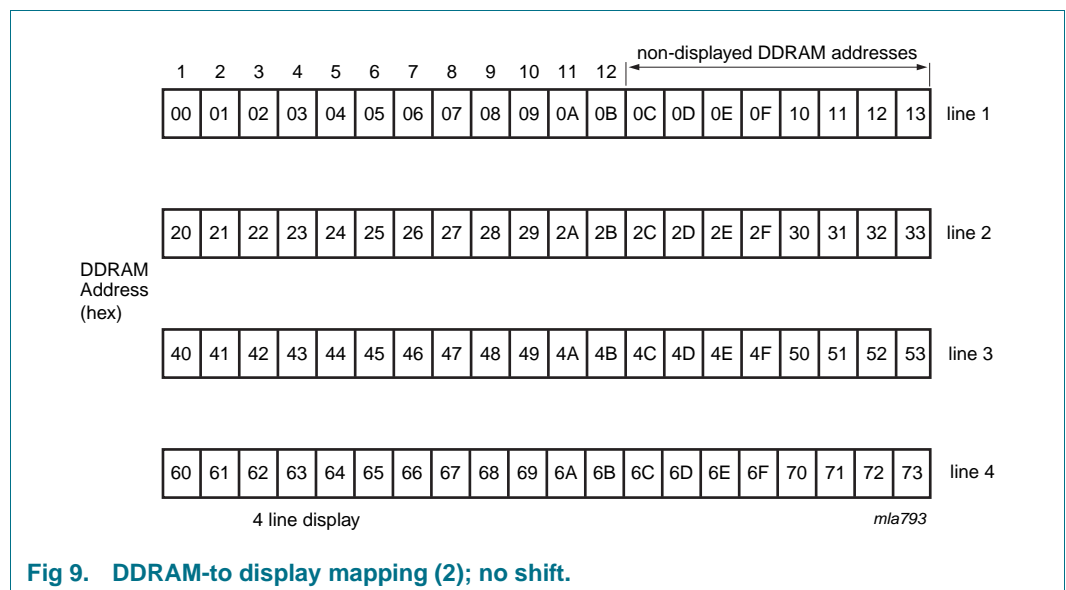 non-displayed DDRAM addresses
1 2 3 4 5 6 7 8 9 10 11 12
00 01 02 03 04 05 06 07 08 09 0A 0B 0C 0D 0E 0F 10 11 12 13 line 1
20 21 22 23 24 25 26 27 28 29 2A 2B 2C 2D 2E 2F 30 31 32 33 line 2
DDRAM
Address
(hex)
40 41 42 43 44 45 46 47 48 49 4A 4B 4C 4D 4E 4F 50 51 52 53 line 3
60 61 62 63 64 65 66 67 68 69 6A 6B 6C 6D 6E 6F 70 71 72 73 line 4
4 line display
mla793
Fig 9. DDRAM-to display mapping (2); no shift.